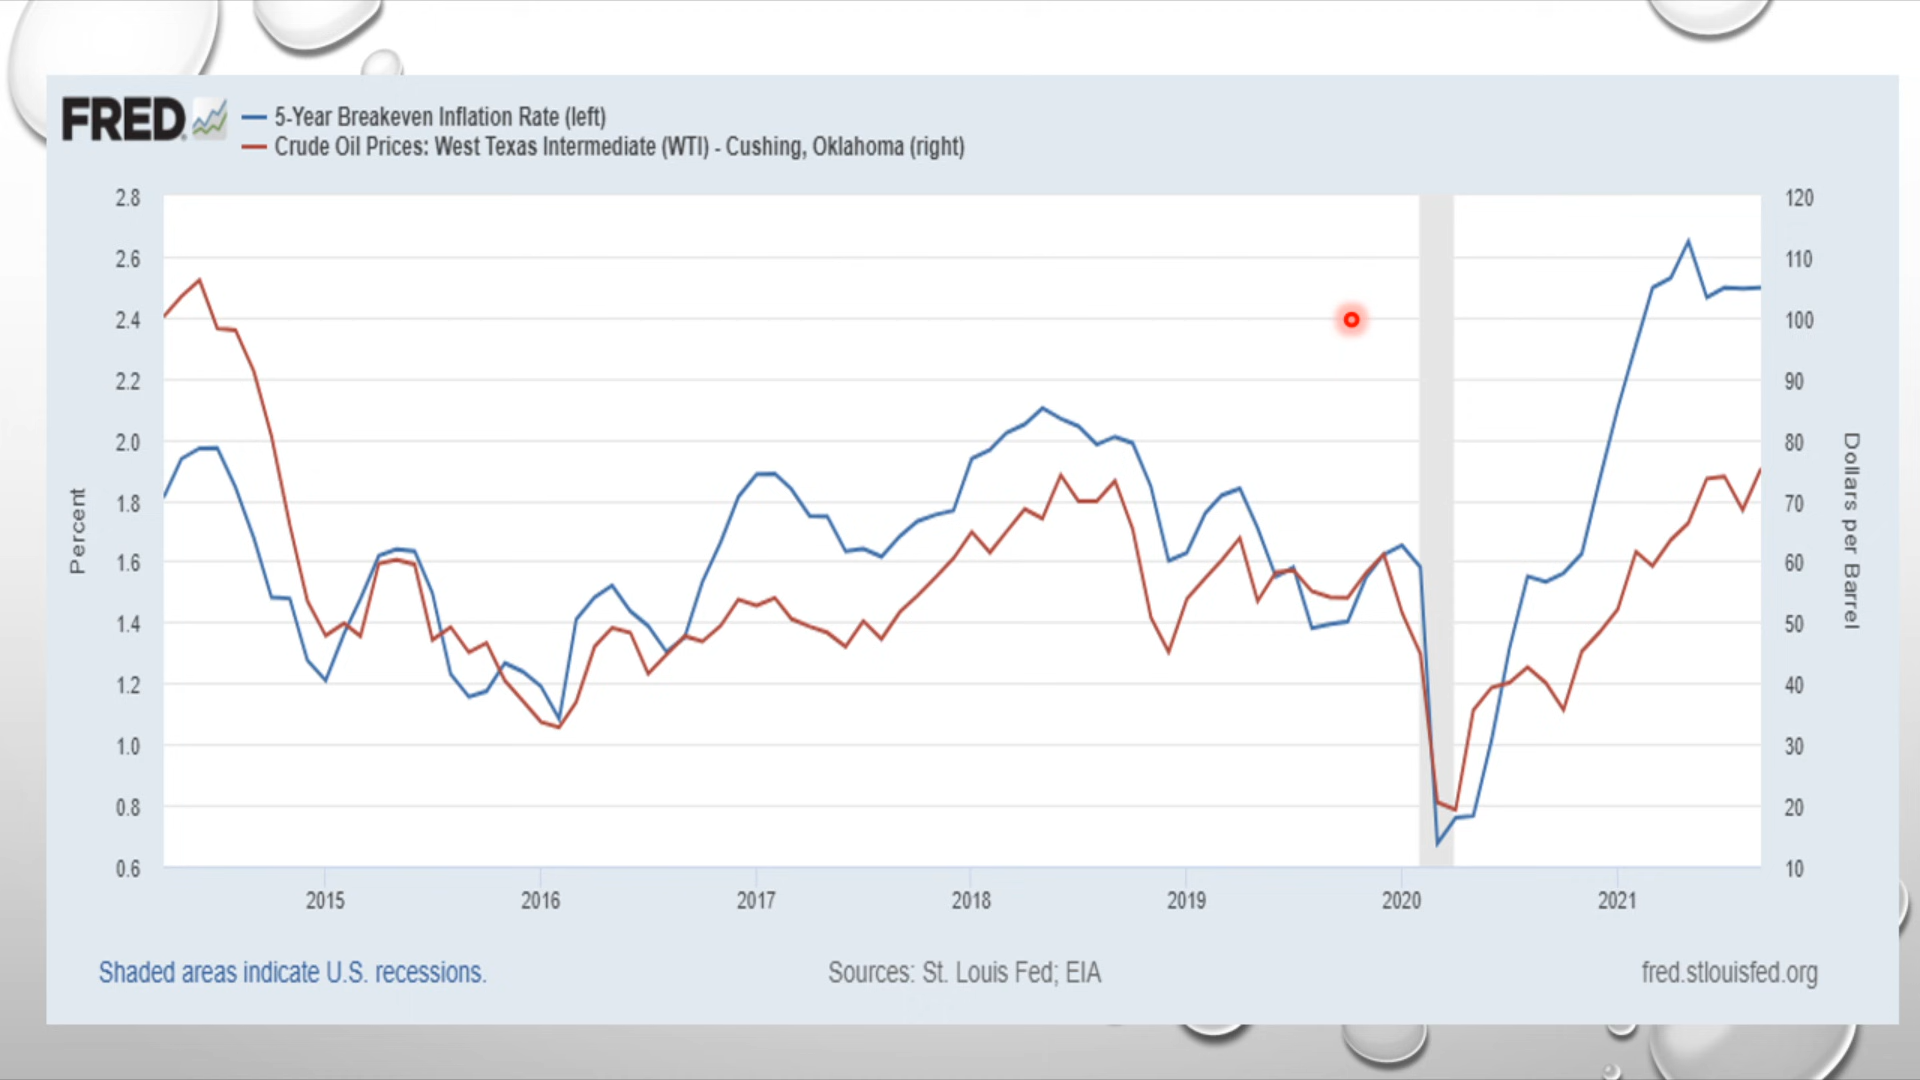 FRED
5-Year Breakeven Inflation Rate (left)
Crude Oil Prices: West Texas Intermediate (WTI) - Cushing, Oklahoma (right)
2.8
2.6
2.4
2.2
2.0
1.8
1.6
1.4
1.2
1.0
0.8
0.6
Percent
120
110
100
90
80
70
60
50
40
30
20
10
Dollars per Barrel
2015 2016 2017 2018 2019 2020 2021
Shaded areas indicate U.S. recessions.
Sources: St. Louis Fed; EIA
fred.stlouisfed.org